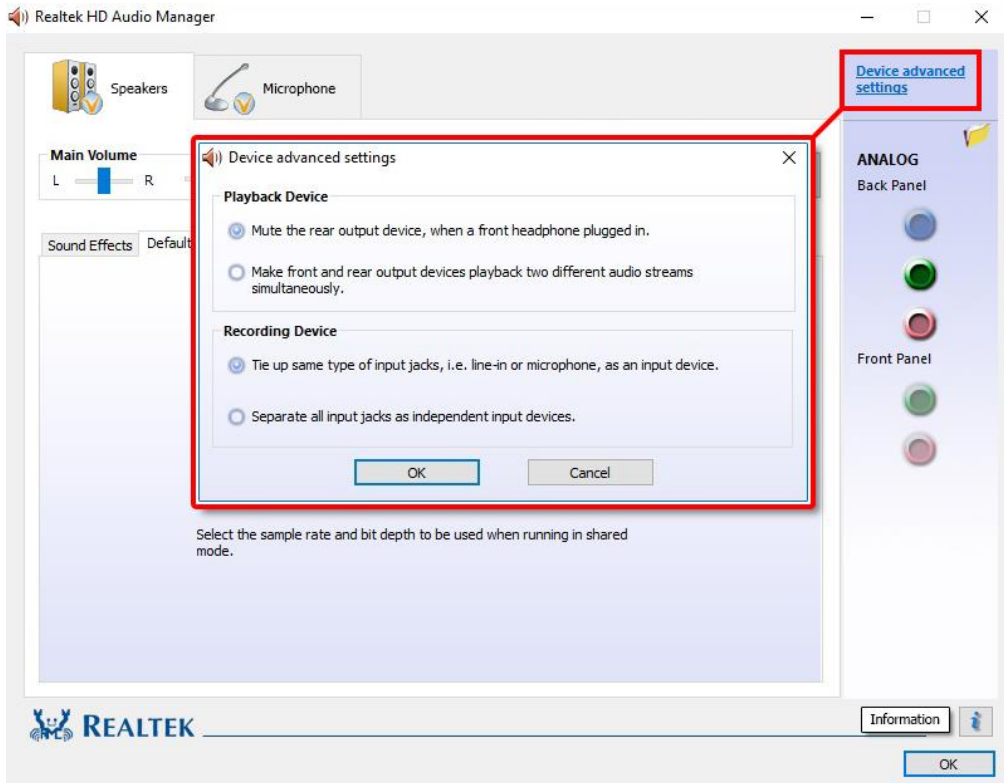 Realtek HD Audio Manager
Speakers
Microphone
Device advanced
settings
Main Volume
L
R
Device advanced settings
ANALOG
Back Panel
Playback Device
Mute the rear output device, when a front headphone plugged in.
Sound Effects
Default
Make front and rear output devices playback two different audio streams
simultaneously.
Recording Device
Front Panel
Tie up same type of input jacks, i.e. line-in or microphone, as an input device.
Separate all input jacks as independent input devices.
OK
Cancel
Select the sample rate and bit depth to be used when running in shared
mode.
REALTEK
Information
OK